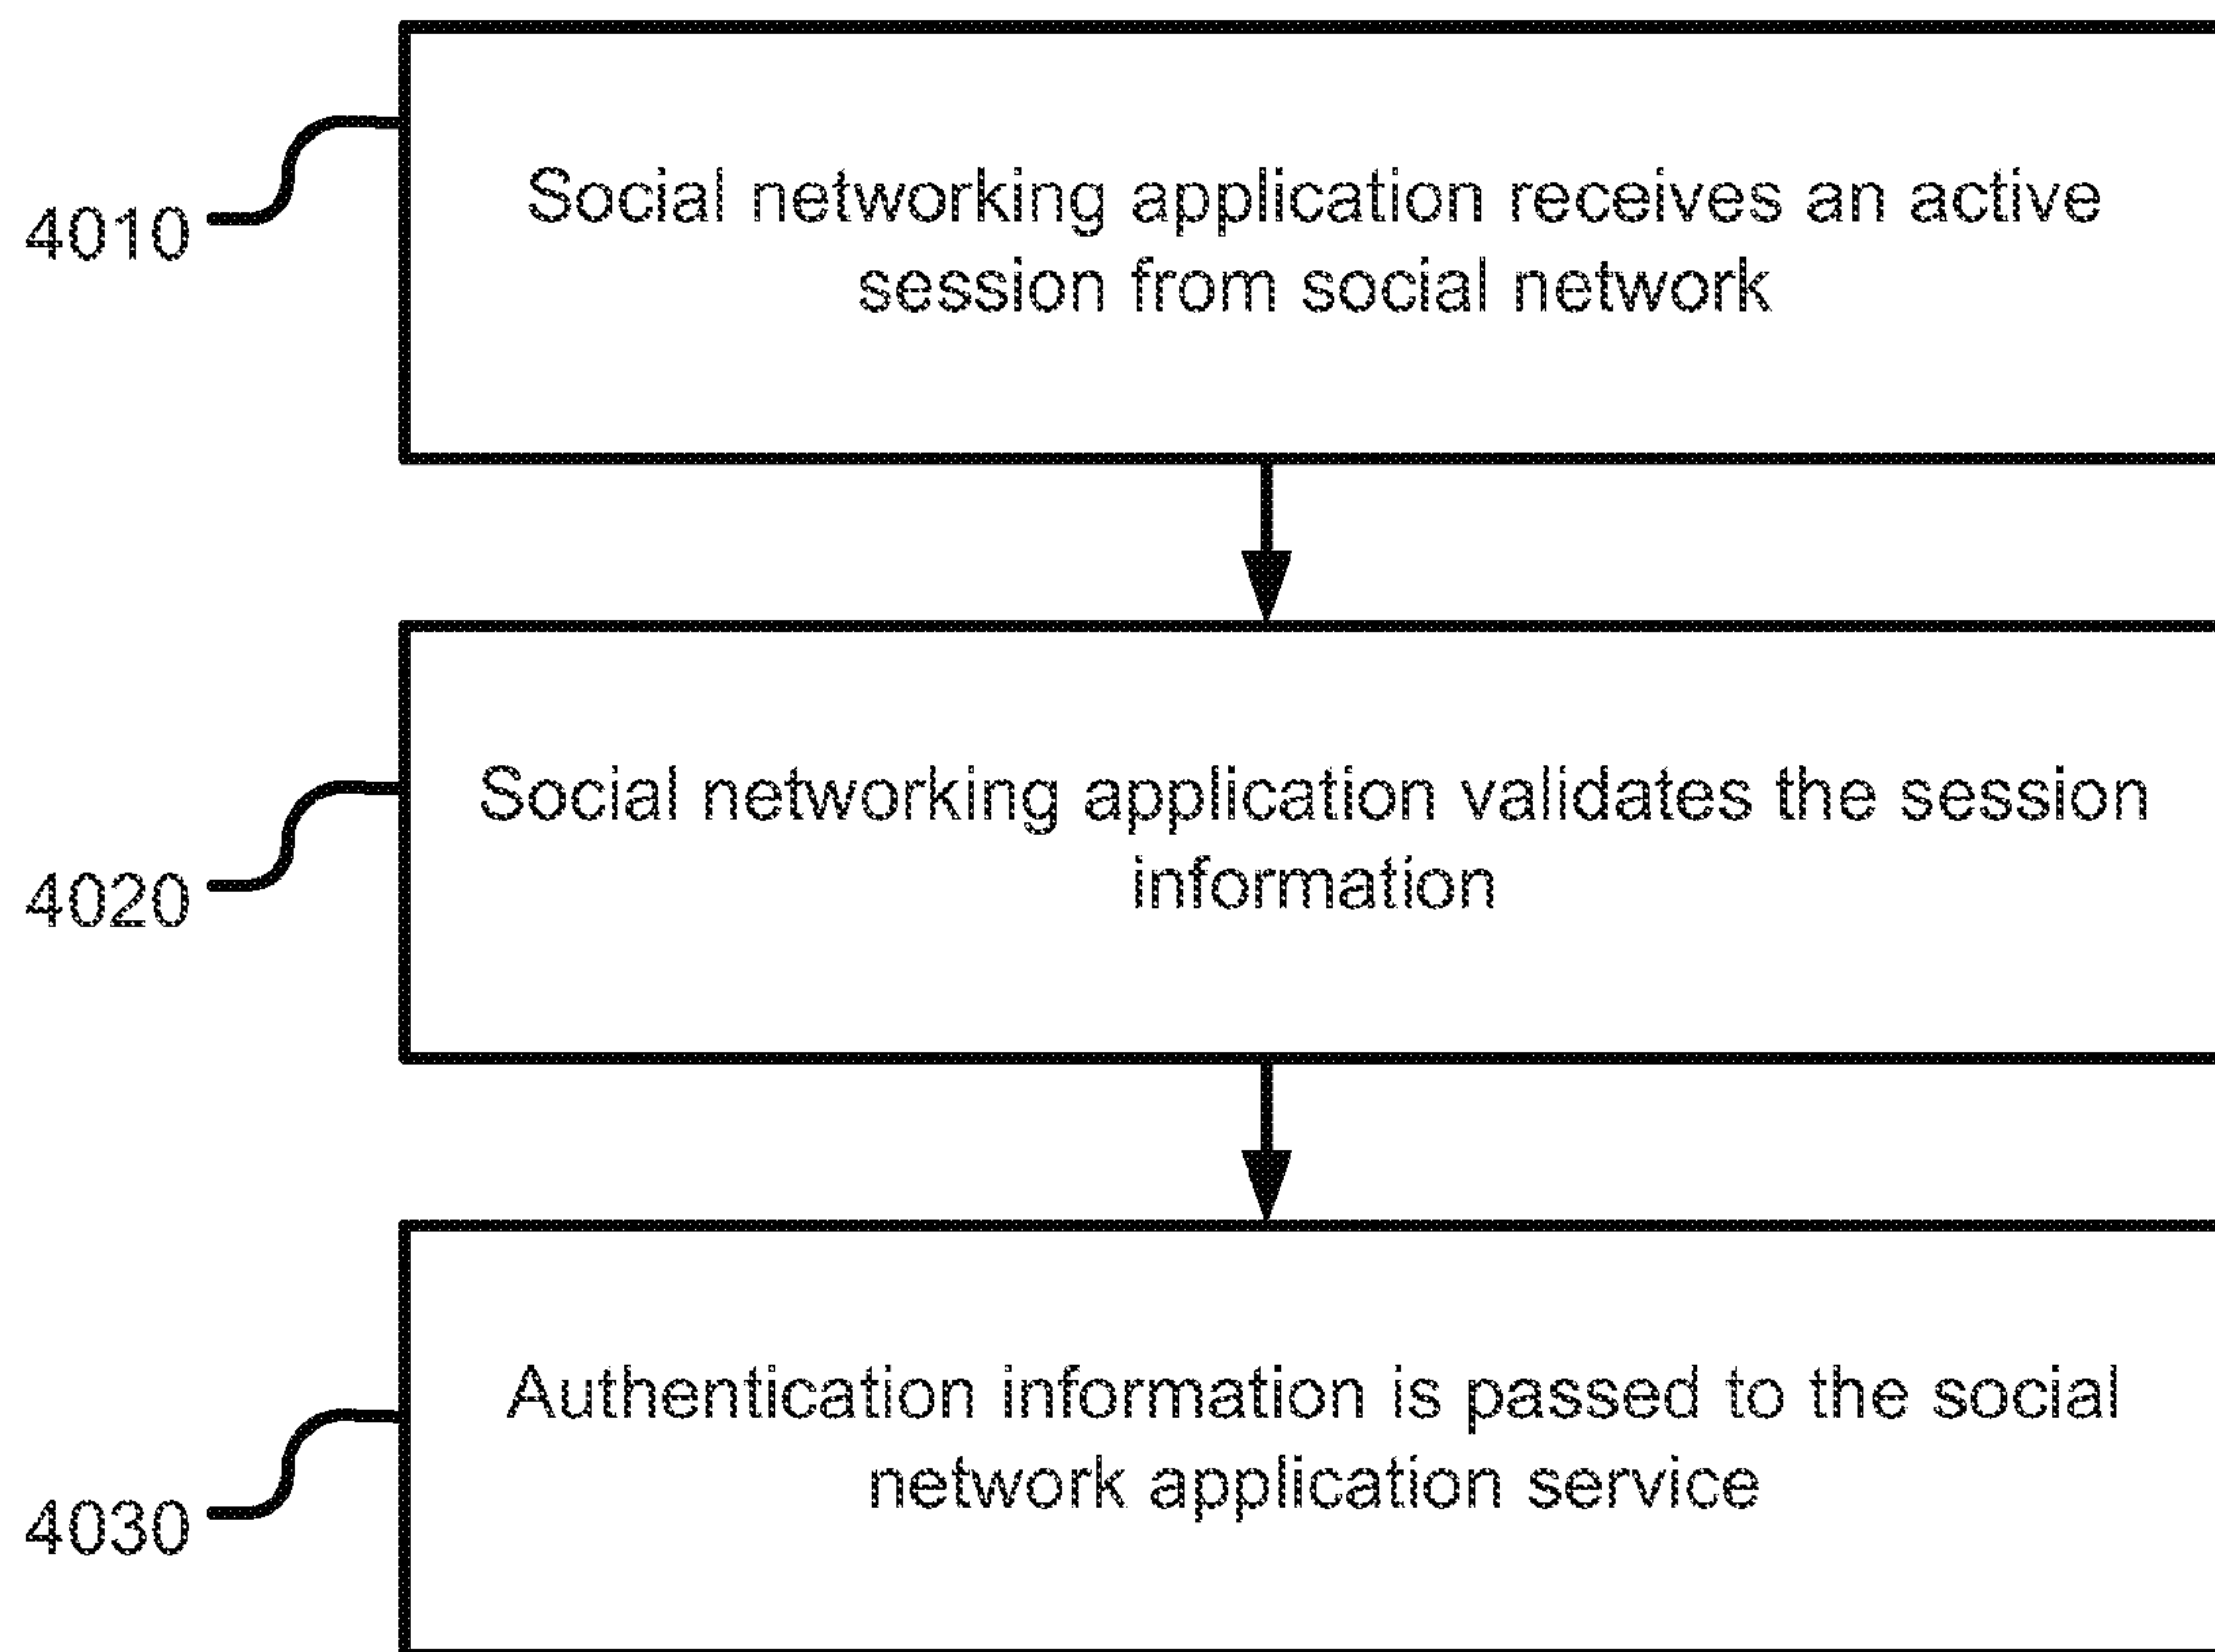 4010
Social networking application receives an active
session from social network
4020
Social networking application validates the session
information
4030
Authentication information is passed to the social
network application service